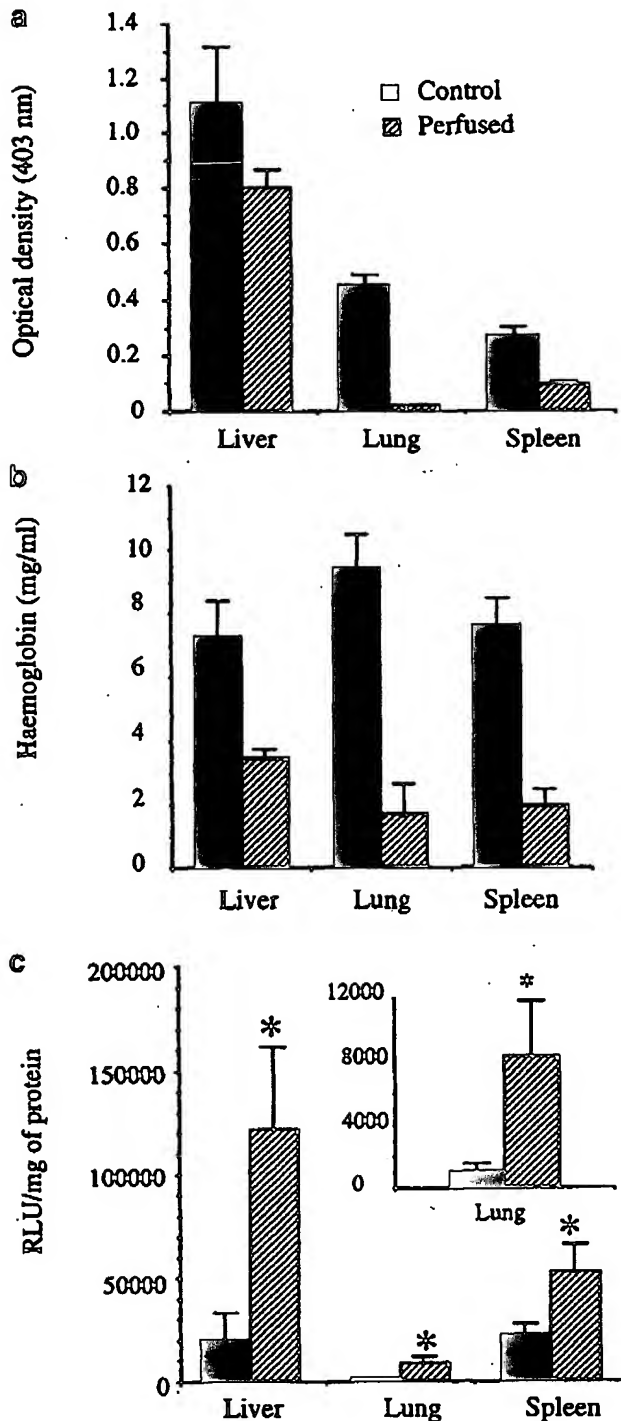 a
Optical density (403 nm)
1.4
1.2
1.0
0.8
0.6
0.4
0.2
0
Control
Perfused
Liver Lung Spleen
b
Haemoglobin (mg/ml)
12
10
8
6
4
2
0
Liver Lung Spleen
c
RLU/mg of protein
200000
150000
100000
50000
0
*
12000
8000
4000
0
*
Lung
*
*
Liver Lung Spleen